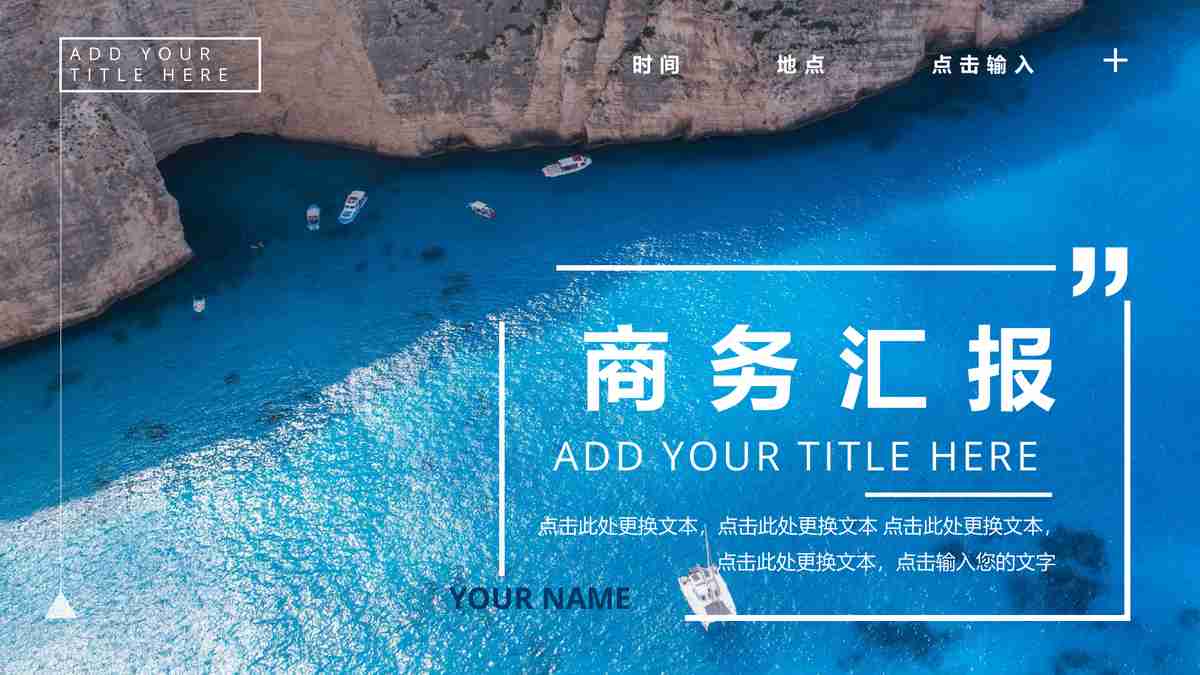 ADD YOUR
TITLE HERE
时间 地点 点击输入
商务汇报
ADD YOUR TITLE HERE
点击此处更换文本，点击此处更换文本 点击此处更换文本，
点击此处更换文本，点击输入您的文字
YOUR NAME